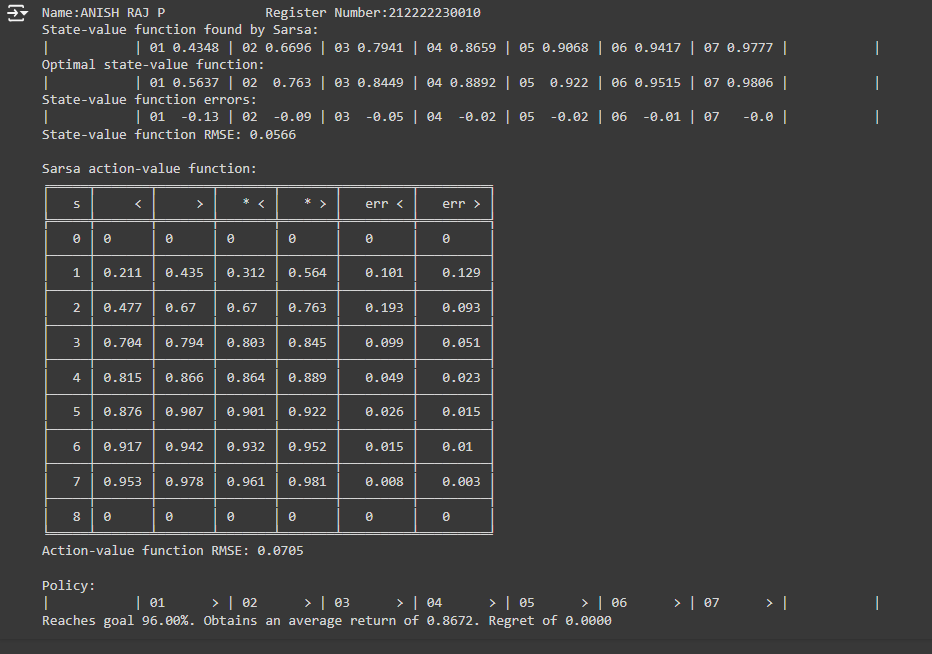 Name:ANISH RAJ P Register Number:212222230010
State-value function found by Sarsa:
| | 01 0.4348 | 02 0.6696 | 03 0.7941 | 04 0.8659 | 05 0.9068 | 06 0.9417 | 07 0.9777 | |
Optimal state-value function:
| | 01 0.5637 | 02 0.763 | 03 0.8449 | 04 0.8892 | 05 0.922 | 06 0.9515 | 07 0.9806 | |
State-value function errors:
| | 01 -0.13 | 02 -0.09 | 03 -0.05 | 04 -0.02 | 05 -0.02 | 06 -0.01 | 07 -0.0 | |
State-value function RMSE: 0.0566
Sarsa action-value function:
s < > * < * > err < err >
0 0 0 0 0 0 0
1 0.211 0.435 0.312 0.564 0.101 0.129
2 0.477 0.67 0.67 0.763 0.193 0.093
3 0.704 0.794 0.803 0.845 0.099 0.051
4 0.815 0.866 0.864 0.889 0.049 0.023
5 0.876 0.907 0.901 0.922 0.026 0.015
6 0.917 0.942 0.932 0.952 0.015 0.01
7 0.953 0.978 0.961 0.981 0.008 0.003
8 0 0 0 0 0 0
Action-value function RMSE: 0.0705
Policy:
| | 01 > | 02 > | 03 > | 04 > | 05 > | 06 > | 07 > | |
Reaches goal 96.00%. Obtains an average return of 0.8672. Regret of 0.0000